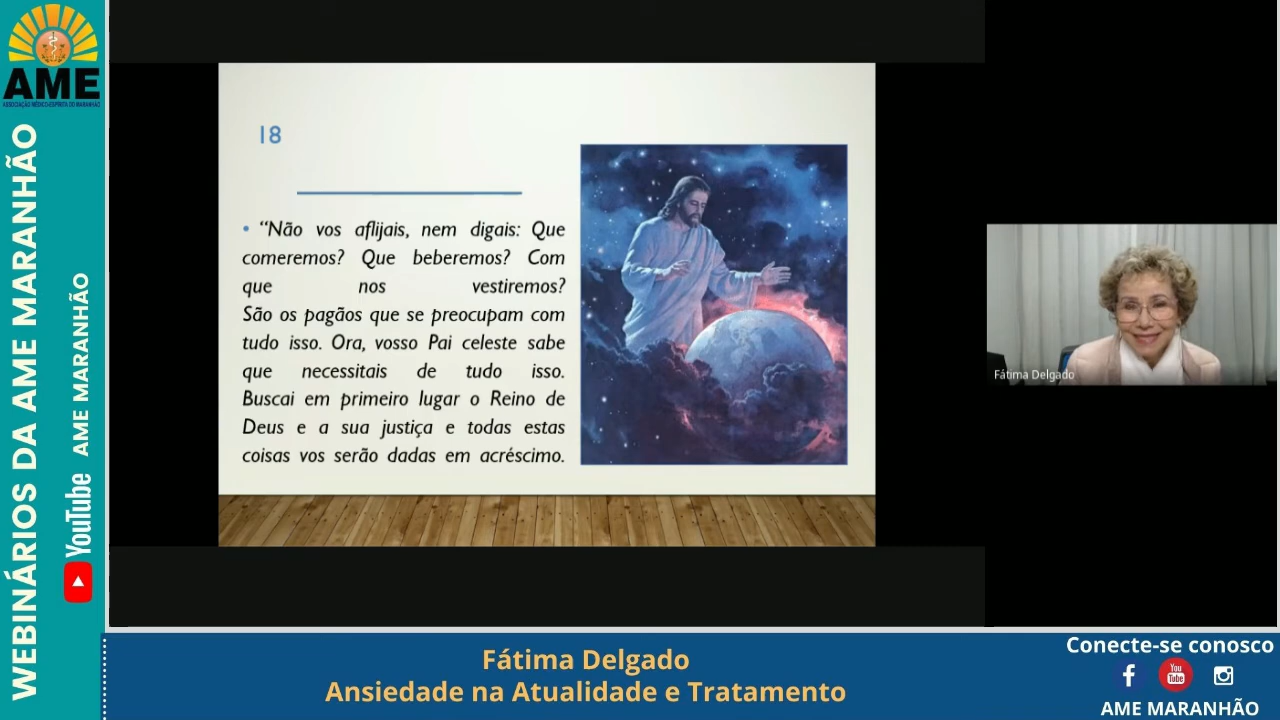 AME
ASSOCIAÇÃO MÉDICO-ESPÍRITA DO MARANHÃO
WEBINÁRIOS DA AME MARANHÃO
YouTube AME MARANHÃO
18
• “Não vos aflijais, nem digais: Que
comeremos? Que beberemos? Com
que nos vestiremos?
São os pagãos que se preocupam com
tudo isso. Ora, vosso Pai celeste sabe
que necessitais de tudo isso.
Buscai em primeiro lugar o Reino de
Deus e a sua justiça e todas estas
coisas vos serão dadas em acréscimo.
Fátima Delgado
Fátima Delgado
Ansiedade na Atualidade e Tratamento
Conecte-se conosco
You
Tube
AME MARANHÃO